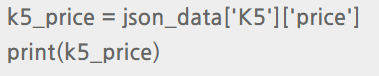 k5_price = json_data['K5']['price']
print(k5_price)